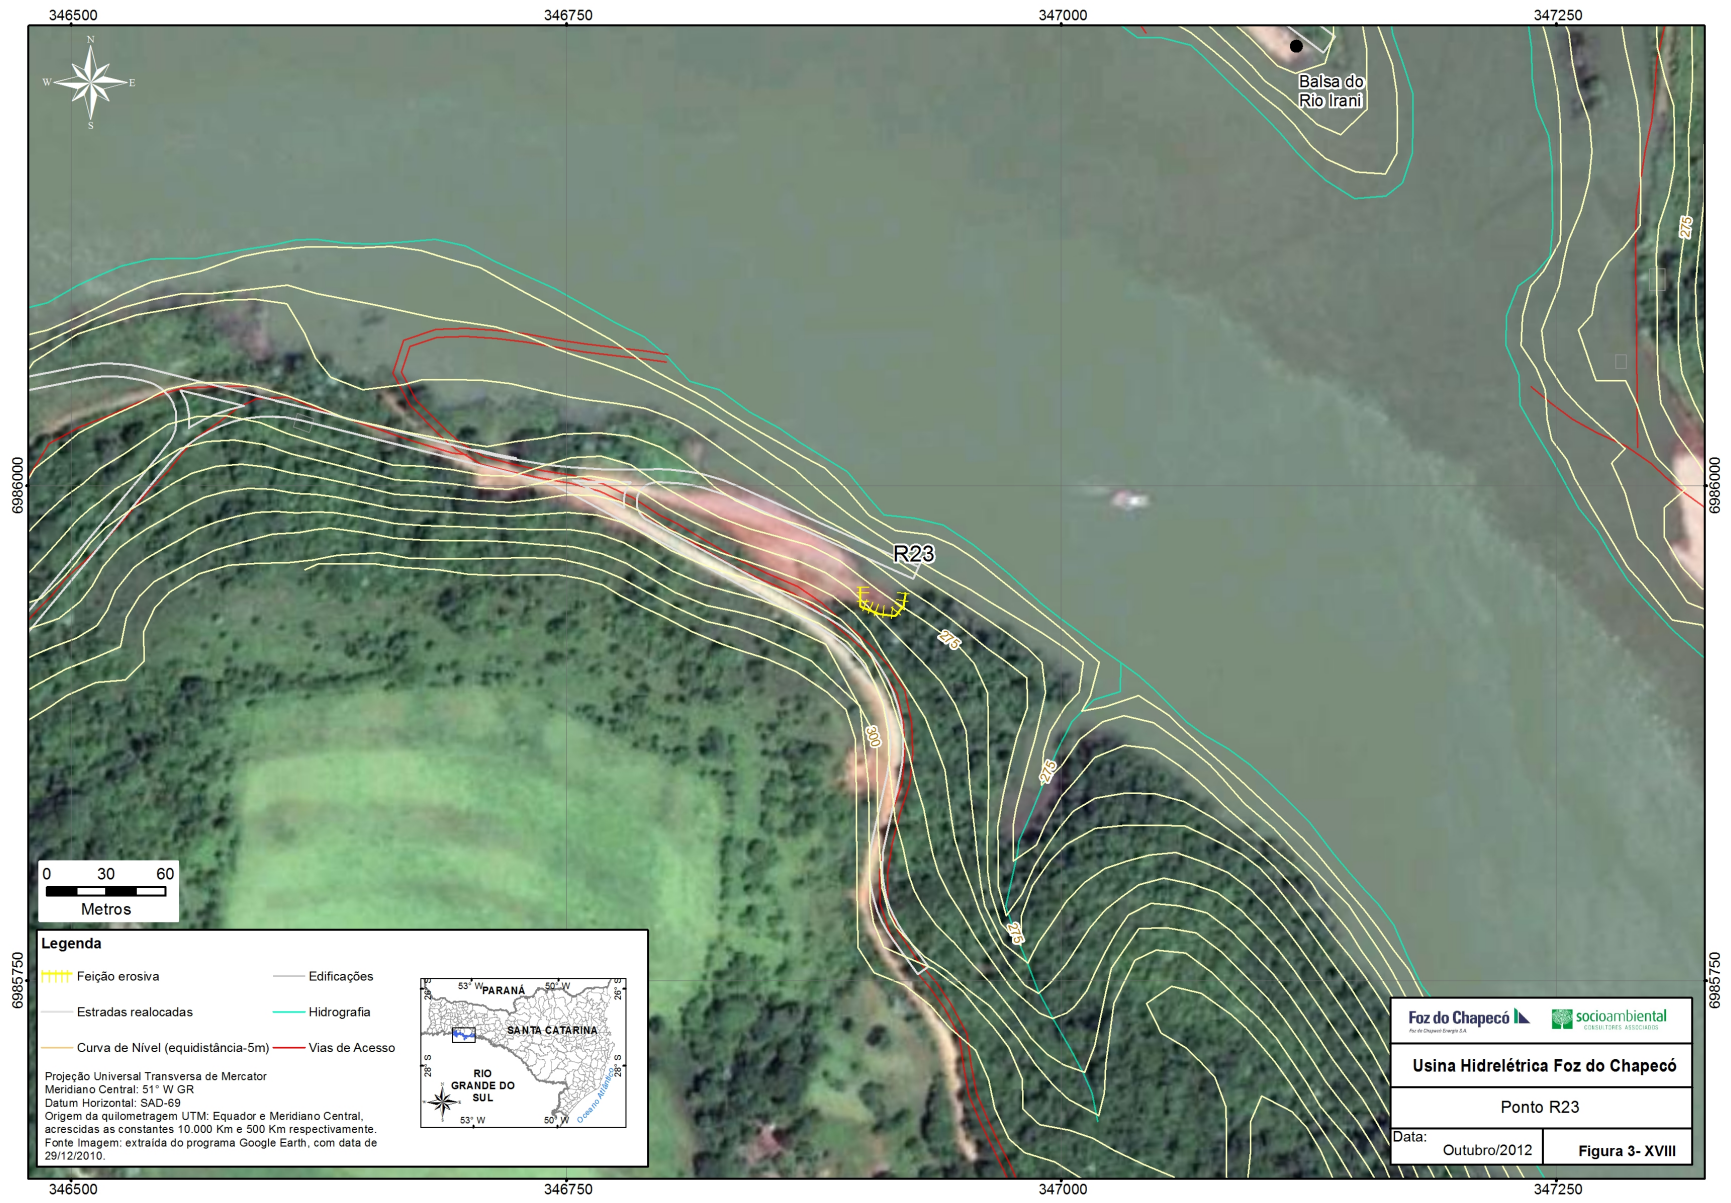 346500
346750
347000
347250
N
W
E
S
Balsa do
Rio Irani
275
6986000
6986000
R23
275
300
275
275
0 30 60
Metros
6985750
6985750
Legenda
Feição erosiva
Edificações
Estradas realocadas
Hidrografia
Curva de Nível (equidistância-5m)
Vias de Acesso
Projeção Universal Transversa de Mercator
Meridiano Central: 51° W GR
Datum Horizontal: SAD-69
Origem da quilometragem UTM: Equador e Meridiano Central,
acrescidas as constantes 10.000 Km e 500 Km respectivamente.
Fonte Imagem: extraída do programa Google Earth, com data de
29/12/2010.
53° W
50° W
26° S
26° S
PARANÁ
SANTA CATARINA
28° S
28° S
RIO
GRANDE DO
SUL
Oceano Atlântico
53° W
50° W
Foz do Chapecó
Foz do Chapecó Energia S.A.
socioambiental
CONSULTORES ASSOCIADOS
Usina Hidrelétrica Foz do Chapecó
Ponto R23
Data:
Outubro/2012
Figura 3- XVIII
346500
346750
347000
347250